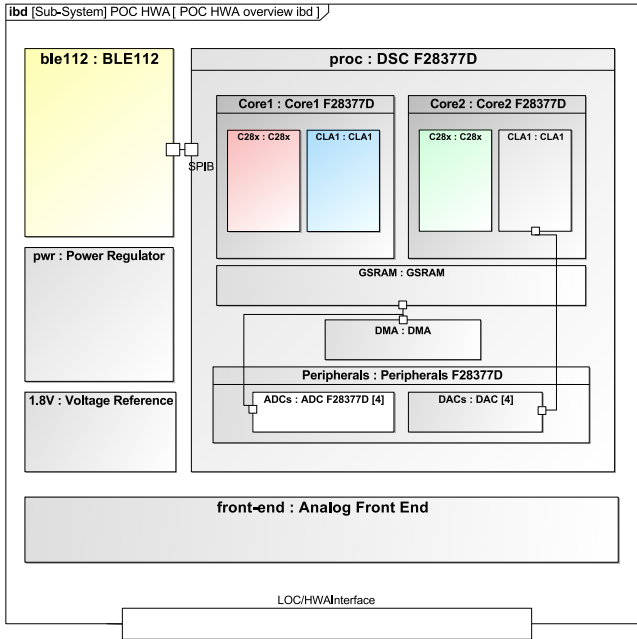 ibd [Sub-System] POC HWA [ POC HWA overview ibd ]
ble112 : BLE112
proc : DSC F28377D
Core1 : Core1 F28377D
Core2 : Core2 F28377D
C28x : C28x
CLA1 : CLA1
C28x : C28x
CLA1 : CLA1
SPIB
pwr : Power Regulator
GSRAM : GSRAM
DMA : DMA
Peripherals : Peripherals F28377D
1.8V : Voltage Reference
ADCs : ADC F28377D [4]
DACs : DAC [4]
front-end : Analog Front End
LOC/HWAInterface